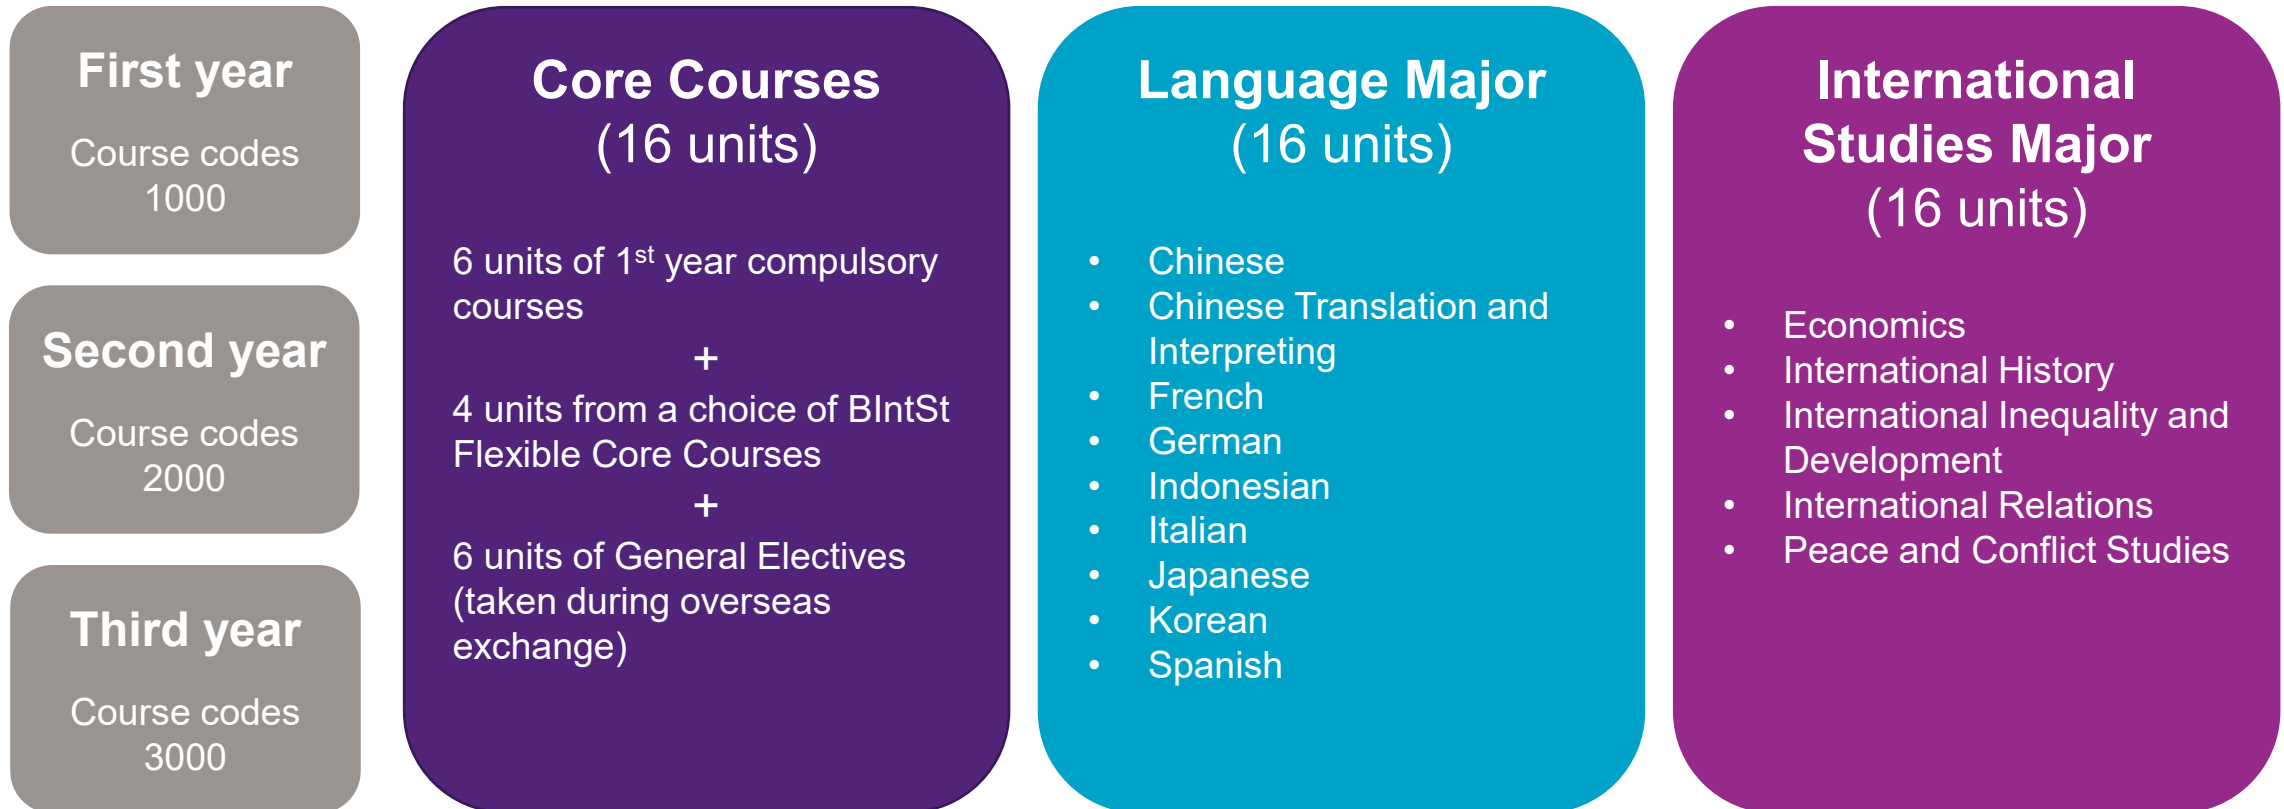 First year
Course codes
1000
Second year
Course codes
2000
Third year
Course codes
3000
Core Courses
(16 units)
6 units of 1st year compulsory
courses
+
4 units from a choice of BIntSt
Flexible Core Courses
+
6 units of General Electives
(taken during overseas
exchange)
Language Major
(16 units)
• Chinese
• Chinese Translation and
Interpreting
• French
• German
• Indonesian
• Italian
• Japanese
• Korean
• Spanish
International
Studies Major
(16 units)
• Economics
• International History
• International Inequality and
Development
• International Relations
• Peace and Conflict Studies